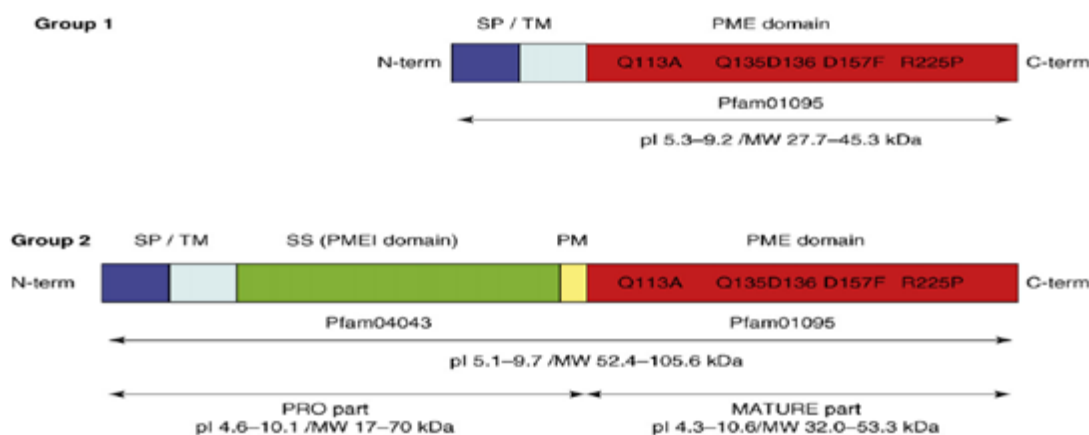 Group 1 SP / TM PME domain
N-term Q113A Q135D136 D157F R225P C-term
Pfam01095
pI 5.3–9.2 /MW 27.7–45.3 kDa
Group 2 SP / TM SS (PMEI domain) PM PME domain
N-term Q113A Q135D136 D157F R225P C-term
Pfam04043 Pfam01095
pI 5.1–9.7 /MW 52.4–105.6 kDa
PRO part MATURE part
pI 4.6–10.1 /MW 17–70 kDa pI 4.3–10.6/MW 32.0–53.3 kDa